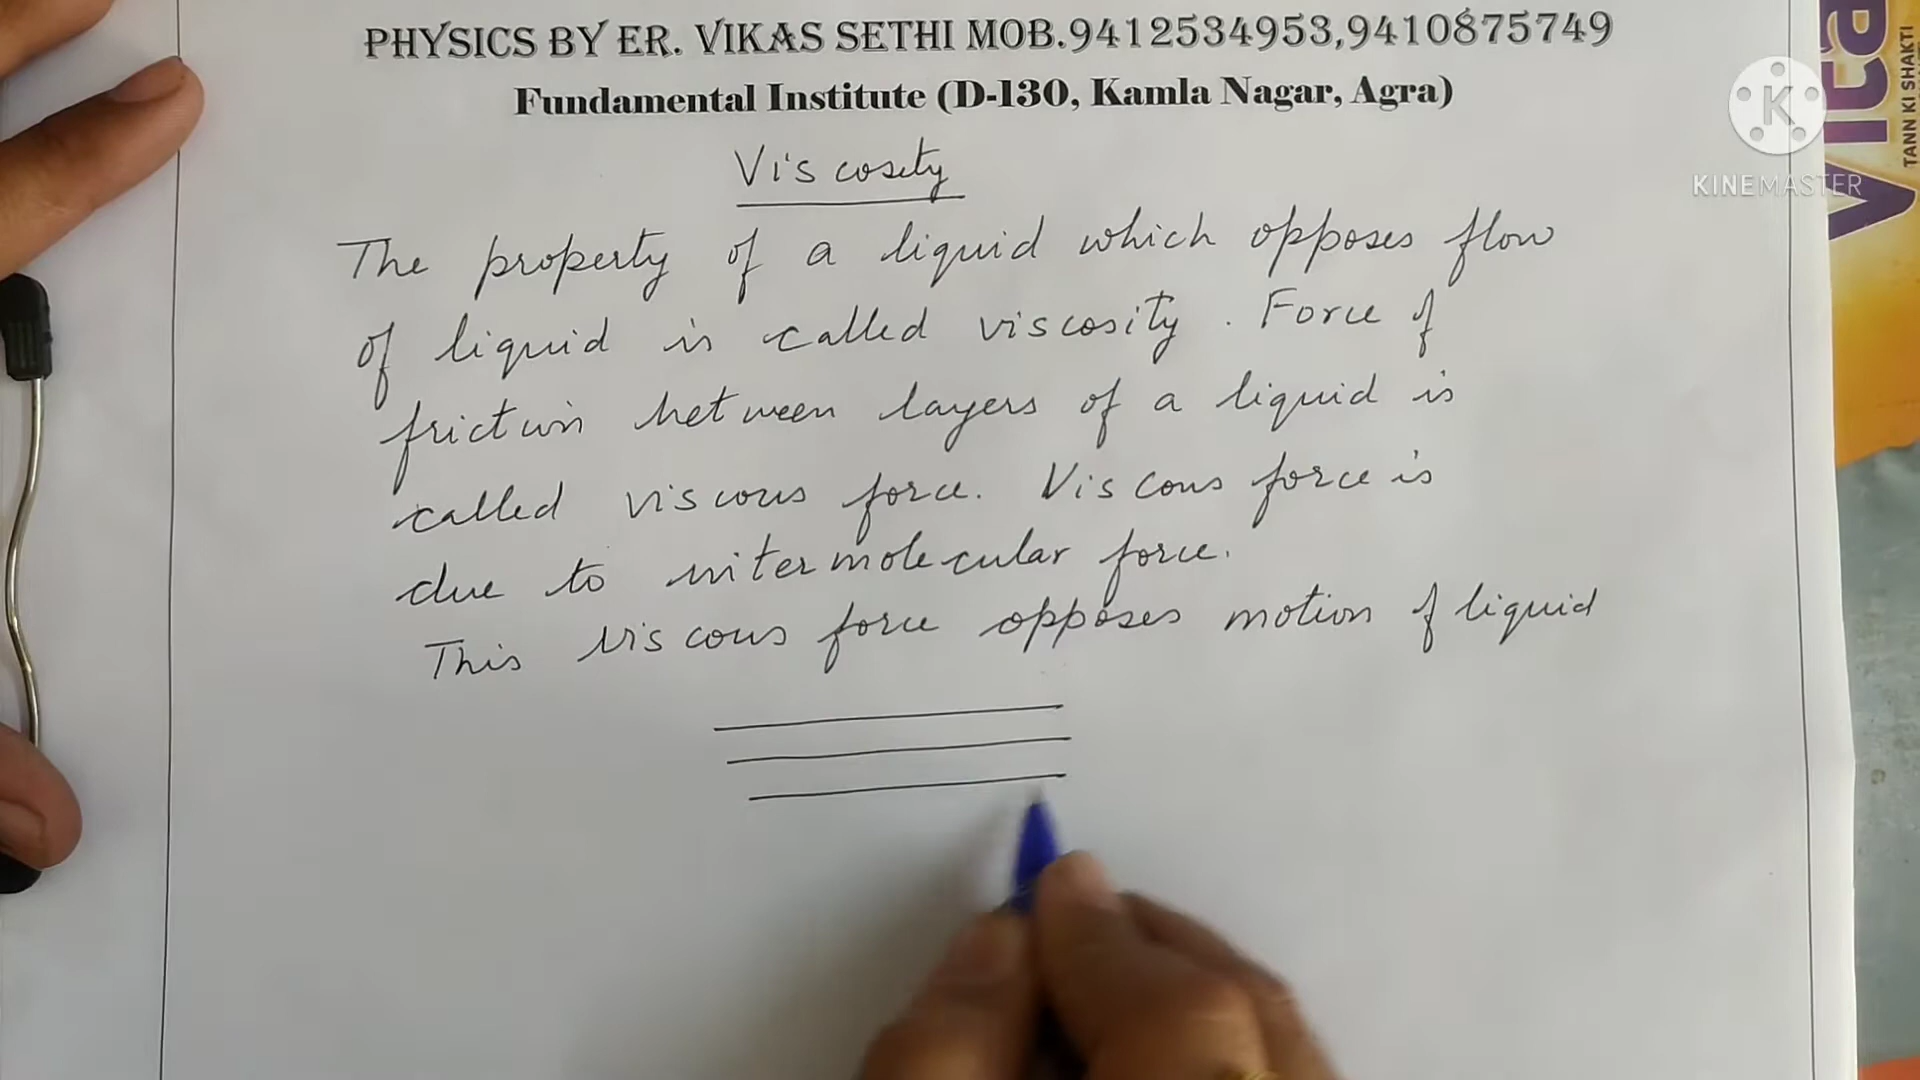 PHYSICS BY ER. VIKAS SETHI MOB.9412534953,9410875749
Fundamental Institute (D-130, Kamla Nagar, Agra)
Viscosity
The property of a liquid which opposes flow
of liquid is called viscosity. Force of
friction between layers of a liquid is
called viscous force. Viscous force is
due to intermolecular force.
This viscous force opposes motion of liquid
K
KINEMASTER
TANN KI SHAKTI